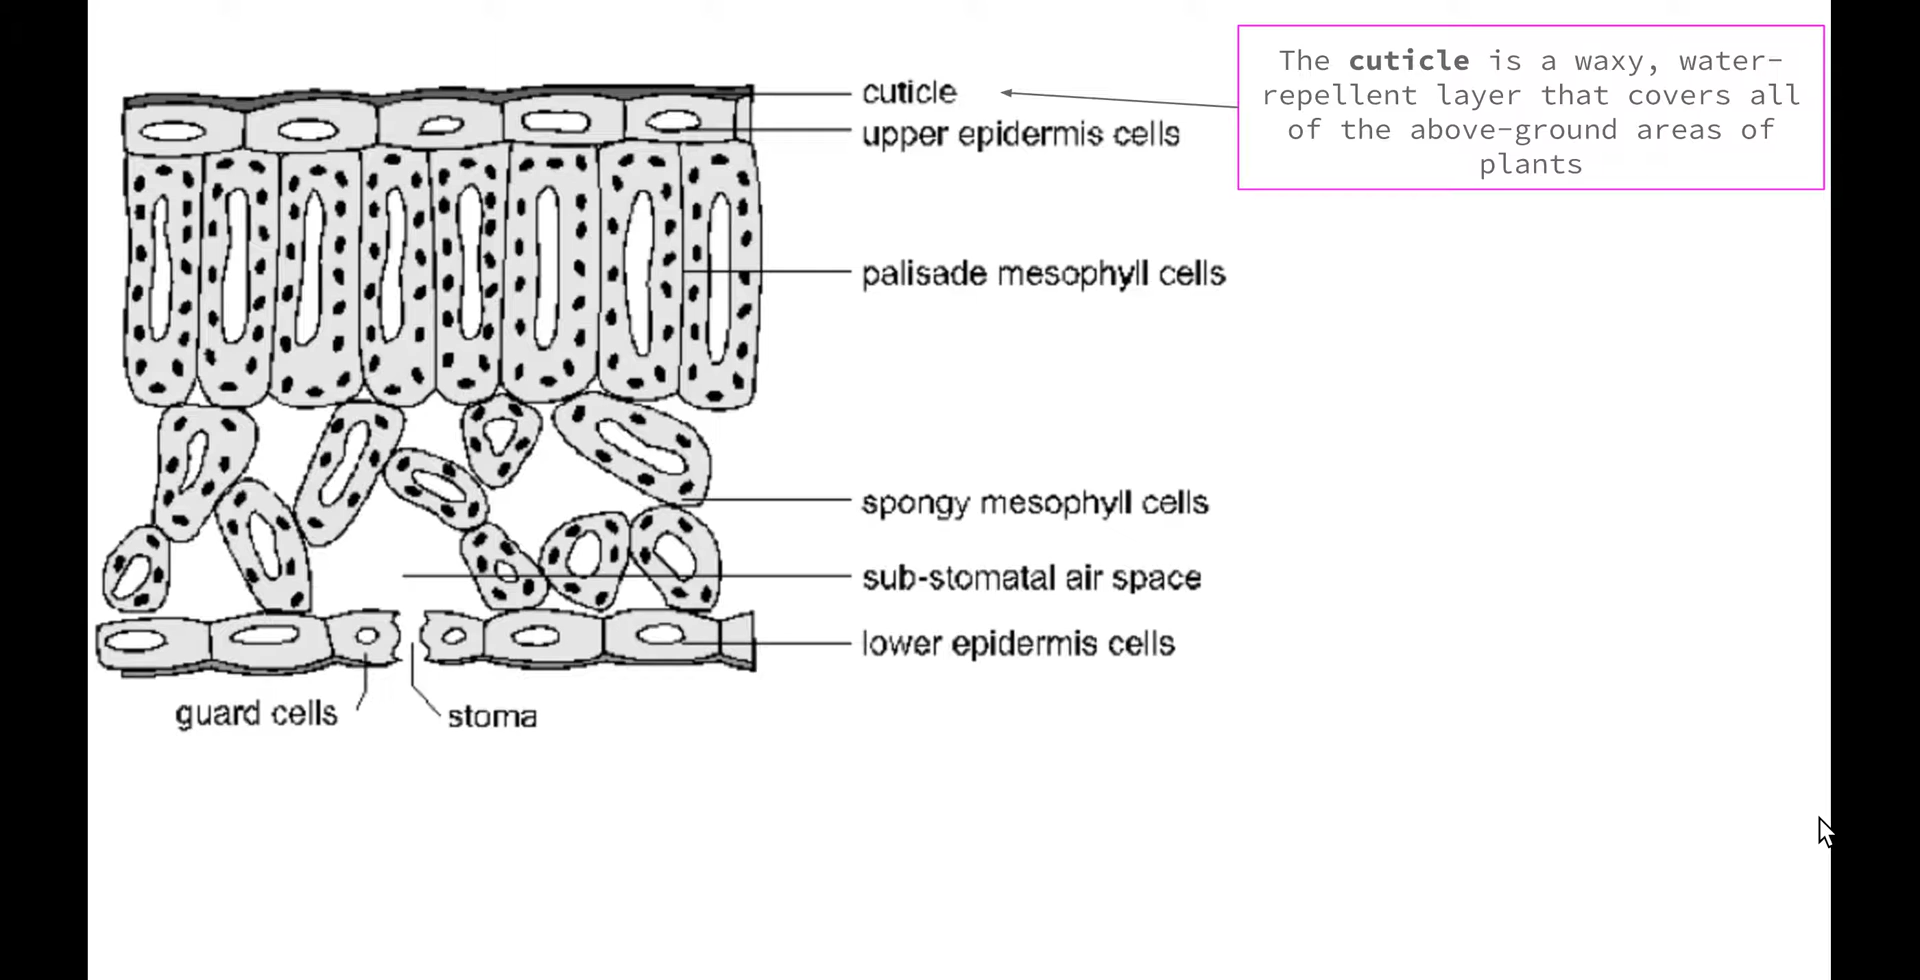 cuticle
upper epidermis cells
The cuticle is a waxy, water-
repellent layer that covers all
of the above-ground areas of
plants
palisade mesophyll cells
spongy mesophyll cells
sub-stomatal air space
lower epidermis cells
guard cells
stoma